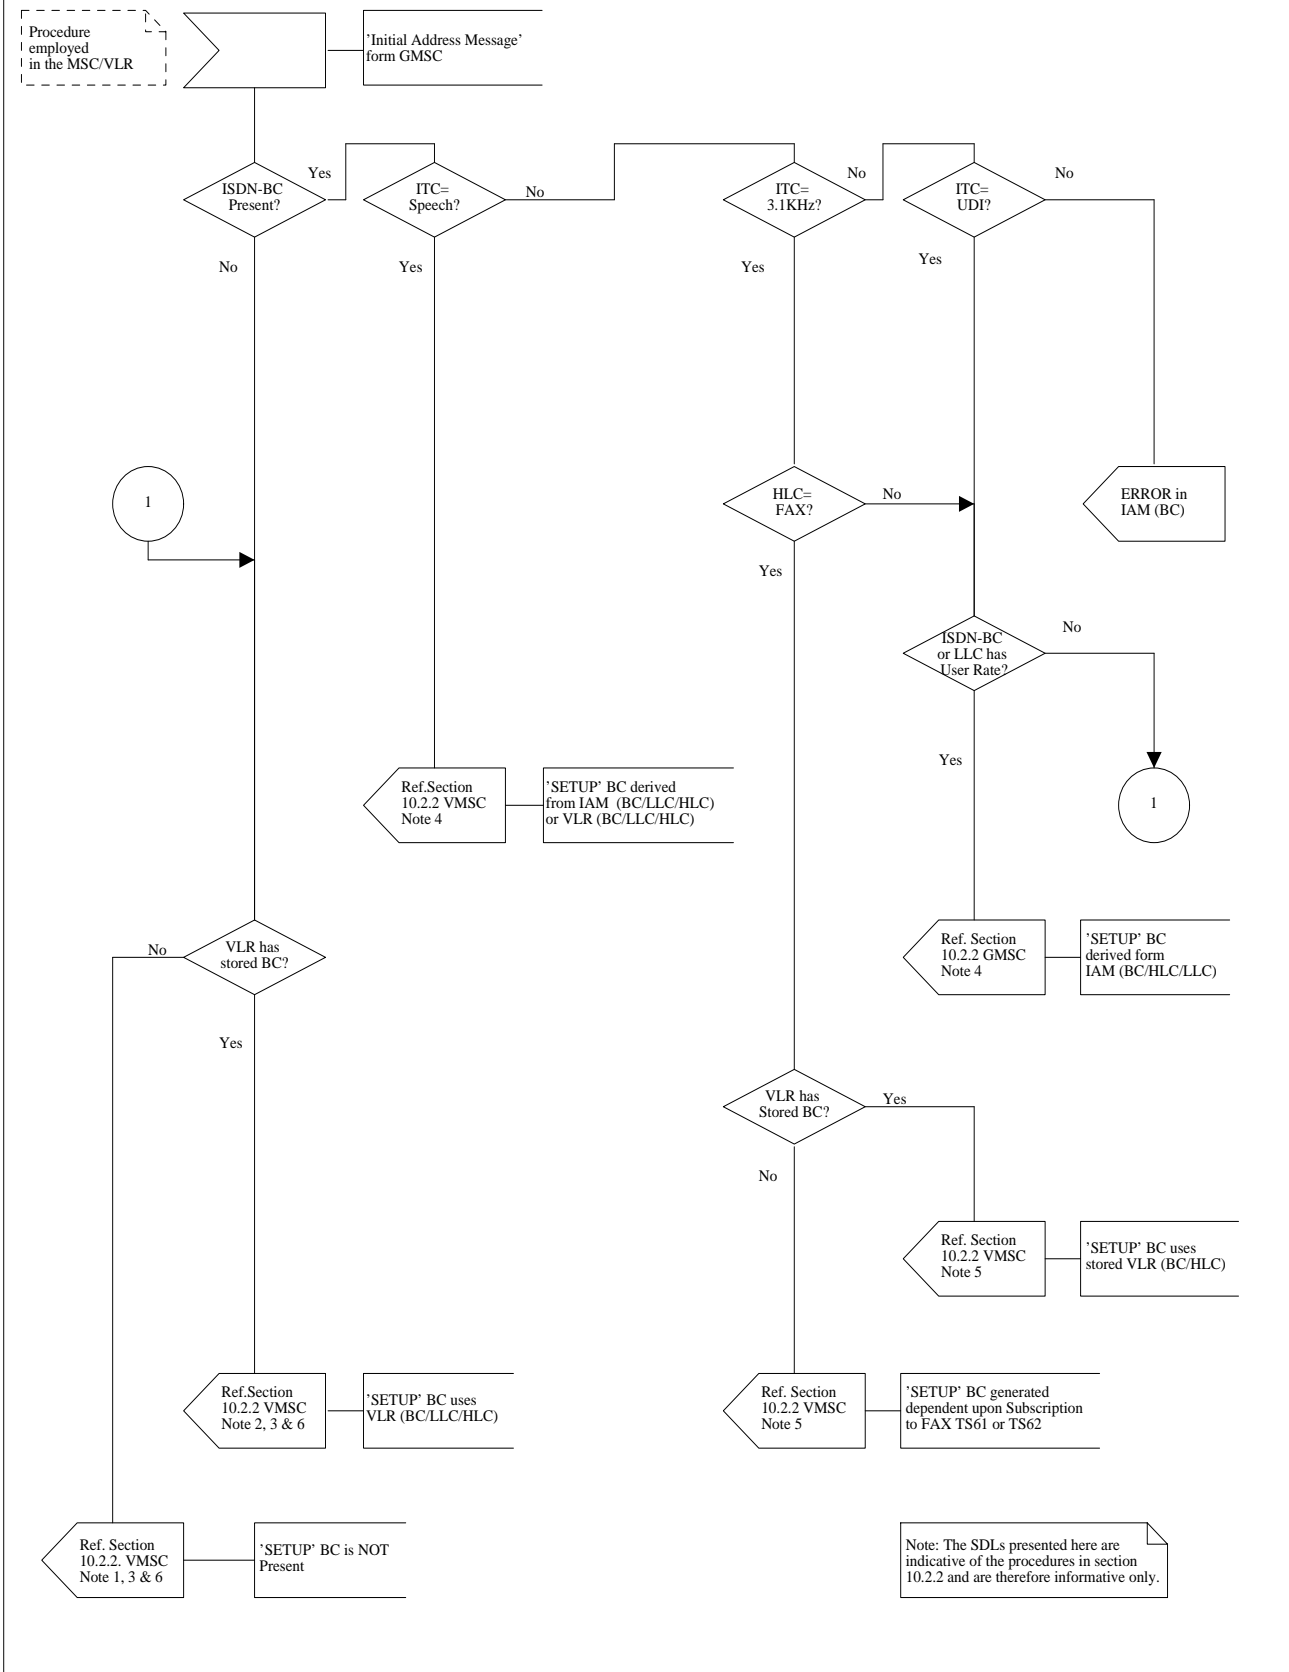 Procedure
employed
in the MSC/VLR
'Initial Address Message'
form GMSC
ISDN-BC
Present?
Yes
No
ITC=
Speech?
No
Yes
ITC=
3.1KHz?
No
Yes
ITC=
UDI?
No
Yes
1
HLC=
FAX?
No
Yes
ERROR in
IAM (BC)
ISDN-BC
or LLC has
User Rate?
No
Yes
1
Ref.Section
10.2.2 VMSC
Note 4
'SETUP' BC derived
from IAM (BC/LLC/HLC)
or VLR (BC/LLC/HLC)
VLR has
stored BC?
No
Yes
Ref. Section
10.2.2 GMSC
Note 4
'SETUP' BC
derived form
IAM (BC/HLC/LLC)
VLR has
Stored BC?
Yes
No
Ref. Section
10.2.2 VMSC
Note 5
'SETUP' BC uses
stored VLR (BC/HLC)
Ref.Section
10.2.2 VMSC
Note 2, 3 & 6
'SETUP' BC uses
VLR (BC/LLC/HLC)
Ref. Section
10.2.2 VMSC
Note 5
'SETUP' BC generated
dependent upon Subscription
to FAX TS61 or TS62
Ref. Section
10.2.2. VMSC
Note 1, 3 & 6
'SETUP' BC is NOT
Present
Note: The SDLs presented here are
indicative of the procedures in section
10.2.2 and are therefore informative only.